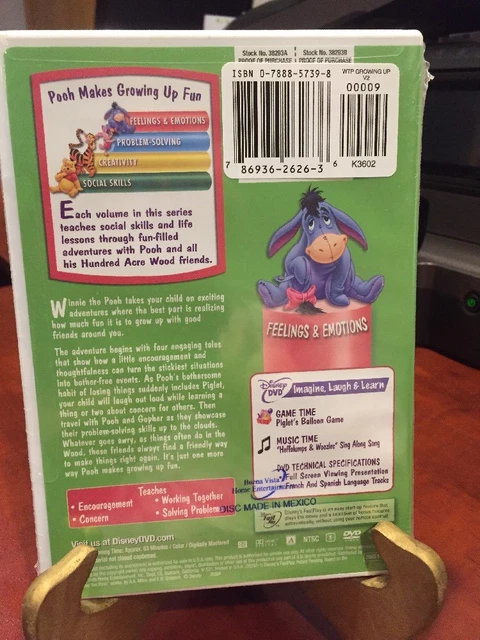 Stock No. 38293A
Stock No. 38293B
PROOF OF PURCHASE
PROOF OF PURCHASE
ISBN 0-7888-5739-8
WTP GROWING UP
V2
00009
7 86936-2626-3 6
K3602
Pooh Makes Growing Up Fun
FEELINGS & EMOTIONS
PROBLEM-SOLVING
CREATIVITY
SOCIAL SKILLS
Each volume in this series
teaches social skills and life
lessons through fun-filled
adventures with Pooh and all
his Hundred Acre Wood friends.
Winnie the Pooh takes your child on exciting
adventures where the best part is realizing
how much fun it is to grow up with good
friends around you.
The adventure begins with four engaging tales
that show how a little encouragement and
thoughtfulness can turn the stickiest situations
into bother-free events. As Pooh's bothersome
habit of losing things suddenly includes Piglet,
your child will laugh out loud while learning a
thing or two about concern for others. Then
travel with Pooh and Gopher as they showcase
their problem-solving skills up to the clouds.
Whatever goes awry, as things often do in the
Wood, these friends always find a friendly way
to make things right again. It's just one more
way Pooh makes growing up fun.
Teaches
• Encouragement
• Working Together
• Concern
• Solving Problems
FEELINGS & EMOTIONS
Disney DVD
Imagine, Laugh & Learn
GAME TIME
Piglet's Balloon Game
MUSIC TIME
"Heffalumps & Woozles" Sing Along Song
DVD TECHNICAL SPECIFICATIONS
Full Screen Viewing Presentation
French And Spanish Language Tracks
Buena Vista
Home Entertainment
DISC MADE IN MEXICO
Visit us at DisneyDVD.com
NTSC
DVD